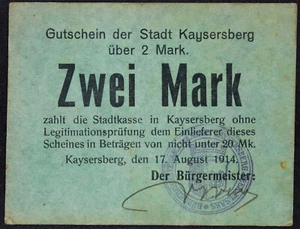 Gutschein der Stadt Kaysersberg
über 2 Mark.
Zwei Mark
zahlt die Stadtkasse in Kaysersberg ohne
Legitimationsprüfung dem Einlieferer dieses
Scheines in Beträgen von nicht unter 20 Mk.
Kaysersberg, den 17. August 1914.
Der Bürgermeister: